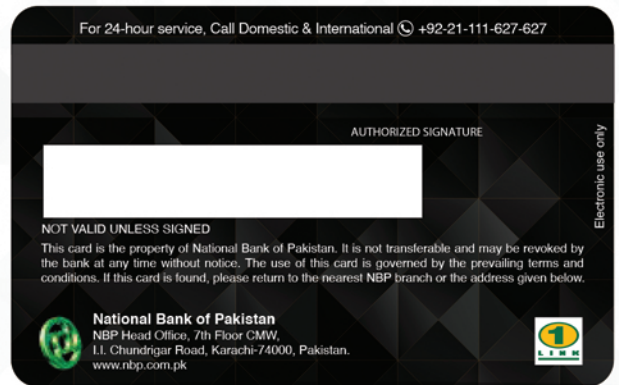 For 24-hour service, Call Domestic & International +92-21-111-627-627
AUTHORIZED SIGNATURE
Electronic use only
NOT VALID UNLESS SIGNED
This card is the property of National Bank of Pakistan. It is not transferable and may be revoked by
the bank at any time without notice. The use of this card is governed by the prevailing terms and
conditions. If this card is found, please return to the nearest NBP branch or the address given below.
National Bank of Pakistan
NBP Head Office, 7th Floor CMW,
I.I. Chundrigar Road, Karachi-74000, Pakistan.
www.nbp.com.pk
1
LINK